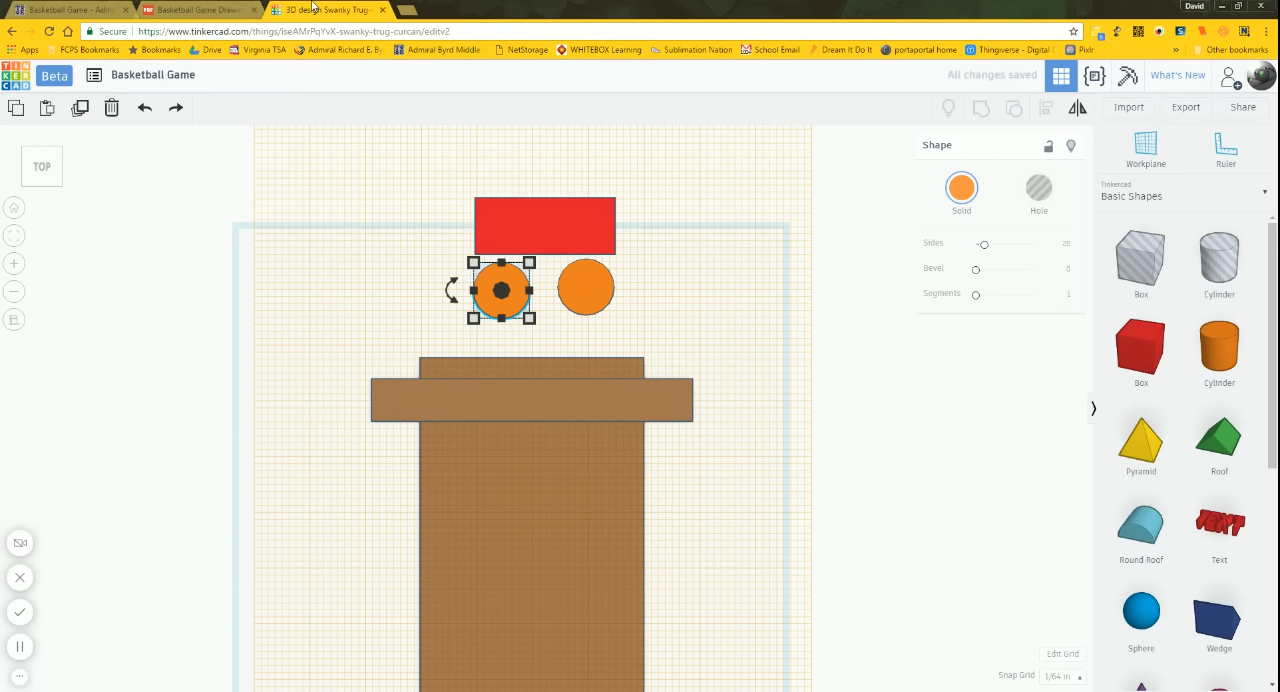 Basketball Game - Adm
Basketball Game Drawin
3D design Swanky Trug-
David
Secure
https://www.tinkercad.com/things/iseAMrPqYvX-swanky-trug-curcan/editv2
Apps
FCPS Bookmarks
Bookmarks
Drive
Virginia TSA
Admiral Richard E. By
Admiral Byrd Middle
NetStorage
WHITEBOX Learning
Sublimation Nation
School Email
Dream It Do It
portaportal home
Thingiverse - Digital
Pixlr
»
Other bookmarks
TIN
KER
CAD
Beta
Basketball Game
All changes saved
What's New
Import
Export
Share
TOP
Shape
Solid
Hole
Sides
20
Bevel
0
Segments
1
Workplane
Ruler
Tinkercad
Basic Shapes
Box
Cylinder
Box
Cylinder
Pyramid
Roof
TEXT
Round Roof
Text
Sphere
Wedge
Edit Grid
Snap Grid
1/64 in